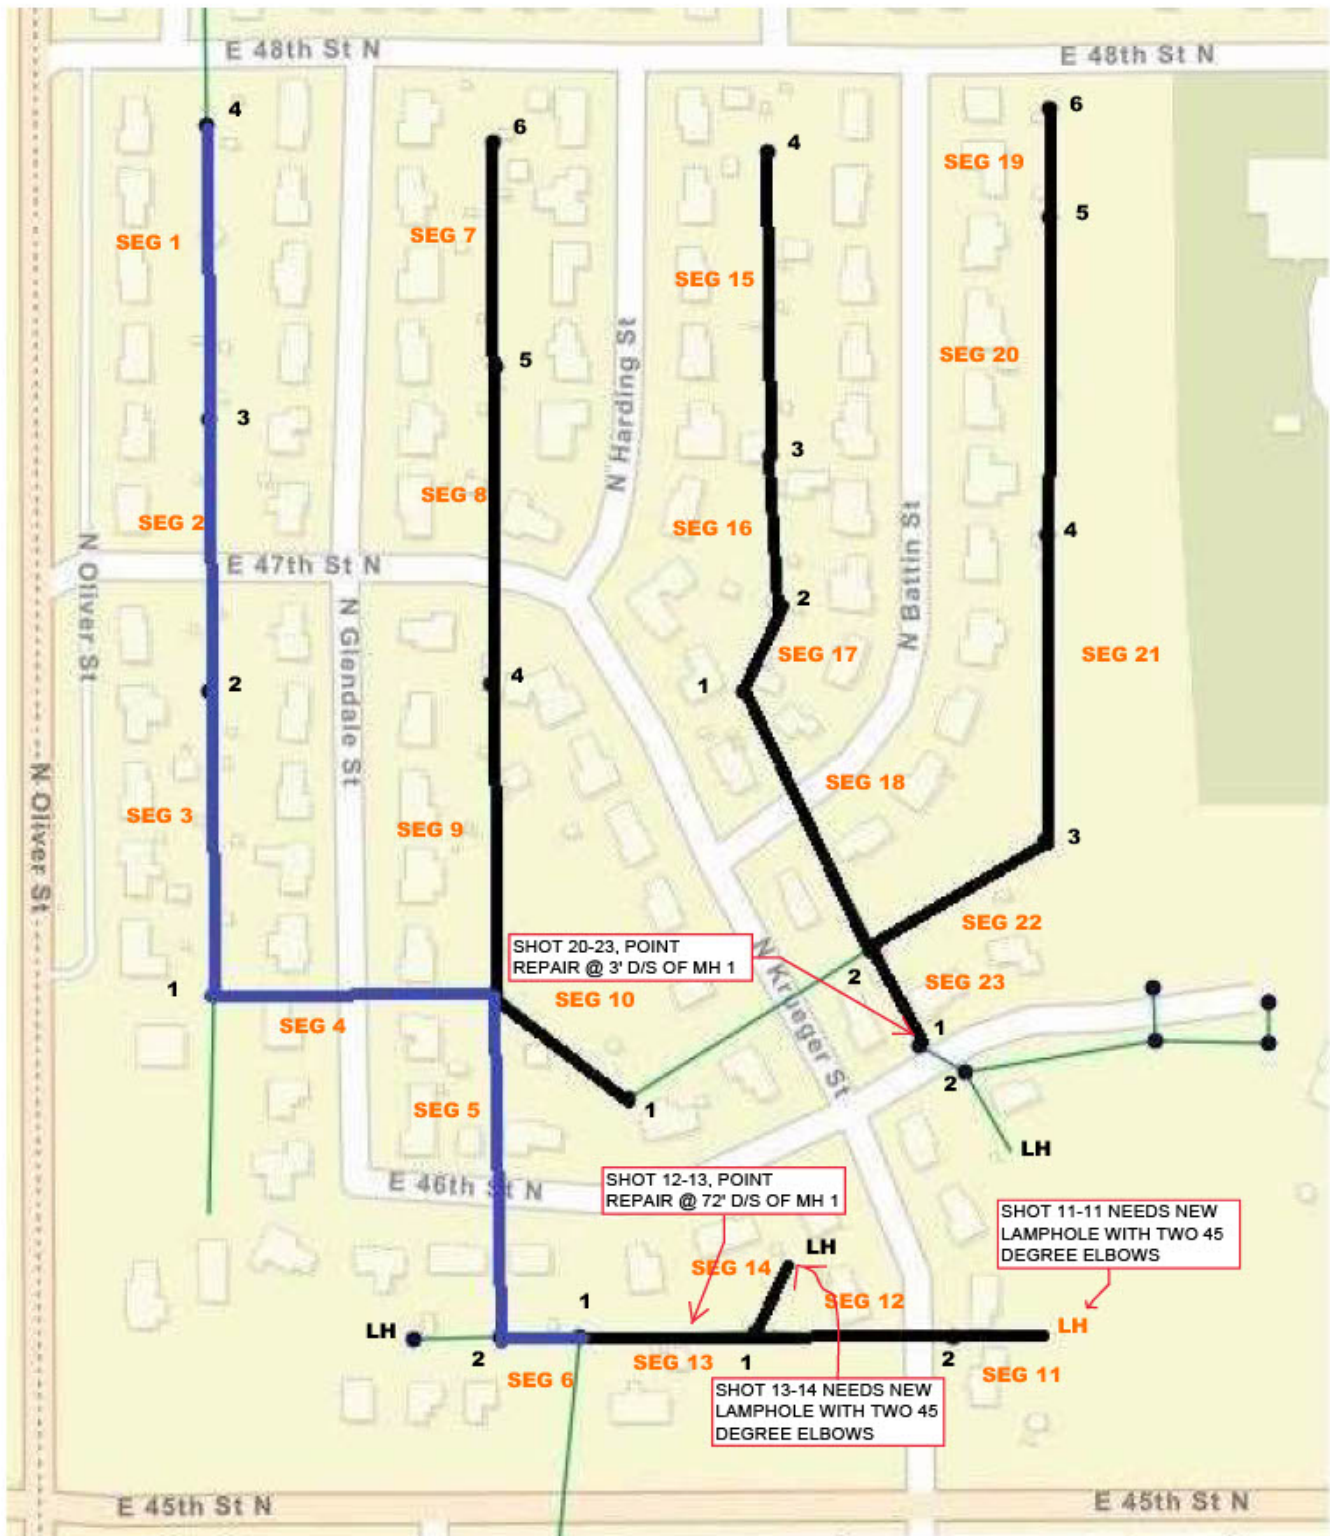 E 48th St N
E 48th St N
4
6
4
6
SEG 19
5
SEG 1
SEG 7
SEG 15
5
SEG 20
N Harding St
3
3
SEG 8
SEG 2
SEG 16
4
N Oliver St
E 47th St N
N Glendale St
N Battin St
2
SEG 17
SEG 21
2
4
1
N Oliver St
SEG 18
SEG 3
SEG 9
3
SEG 22
SHOT 20-23, POINT
REPAIR @ 3' D/S OF MH 1
N Krueger St
2
SEG 23
1
SEG 10
SEG 4
1
2
SEG 5
1
LH
E 46th St N
SHOT 12-13, POINT
REPAIR @ 72' D/S OF MH 1
SHOT 11-11 NEEDS NEW
LAMPHOLE WITH TWO 45
DEGREE ELBOWS
LH
SEG 14
SEG 12
1
LH
LH
2
SEG 13
1
2
SEG 11
SEG 6
SHOT 13-14 NEEDS NEW
LAMPHOLE WITH TWO 45
DEGREE ELBOWS
E 45th St N
E 45th St N